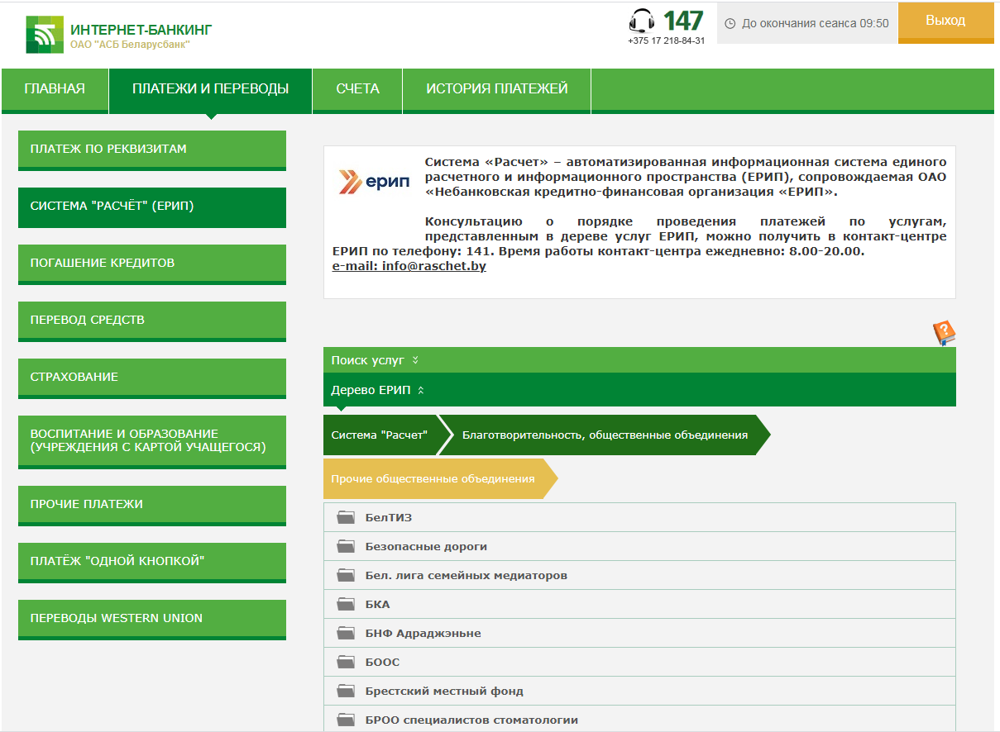 ИНТЕРНЕТ-БАНКИНГ
ОАО "АСБ Беларусбанк"
147
+375 17 218-84-31
До окончания сеанса 09:50
Выход
ГЛАВНАЯ
ПЛАТЕЖИ И ПЕРЕВОДЫ
СЧЕТА
ИСТОРИЯ ПЛАТЕЖЕЙ
ПЛАТЕЖ ПО РЕКВИЗИТАМ
СИСТЕМА "РАСЧЁТ" (ЕРИП)
ПОГАШЕНИЕ КРЕДИТОВ
ПЕРЕВОД СРЕДСТВ
СТРАХОВАНИЕ
ВОСПИТАНИЕ И ОБРАЗОВАНИЕ
(УЧРЕЖДЕНИЯ С КАРТОЙ УЧАЩЕГОСЯ)
ПРОЧИЕ ПЛАТЕЖИ
ПЛАТЁЖ "ОДНОЙ КНОПКОЙ"
ПЕРЕВОДЫ WESTERN UNION
ерип
Система «Расчет» – автоматизированная информационная система единого
расчетного и информационного пространства (ЕРИП), сопровождаемая ОАО
«Небанковская кредитно-финансовая организация «ЕРИП».
Консультацию о порядке проведения платежей по услугам,
представленным в дереве услуг ЕРИП, можно получить в контакт-центре
ЕРИП по телефону: 141. Время работы контакт-центра ежедневно: 8.00-20.00.
e-mail: info@raschet.by
?
Поиск услуг
Дерево ЕРИП
Система "Расчет"
Благотворительность, общественные объединения
Прочие общественные объединения
БелТИЗ
Безопасные дороги
Бел. лига семейных медиаторов
БКА
БНФ Адраджэньне
БООС
Брестский местный фонд
БРОО специалистов стоматологии